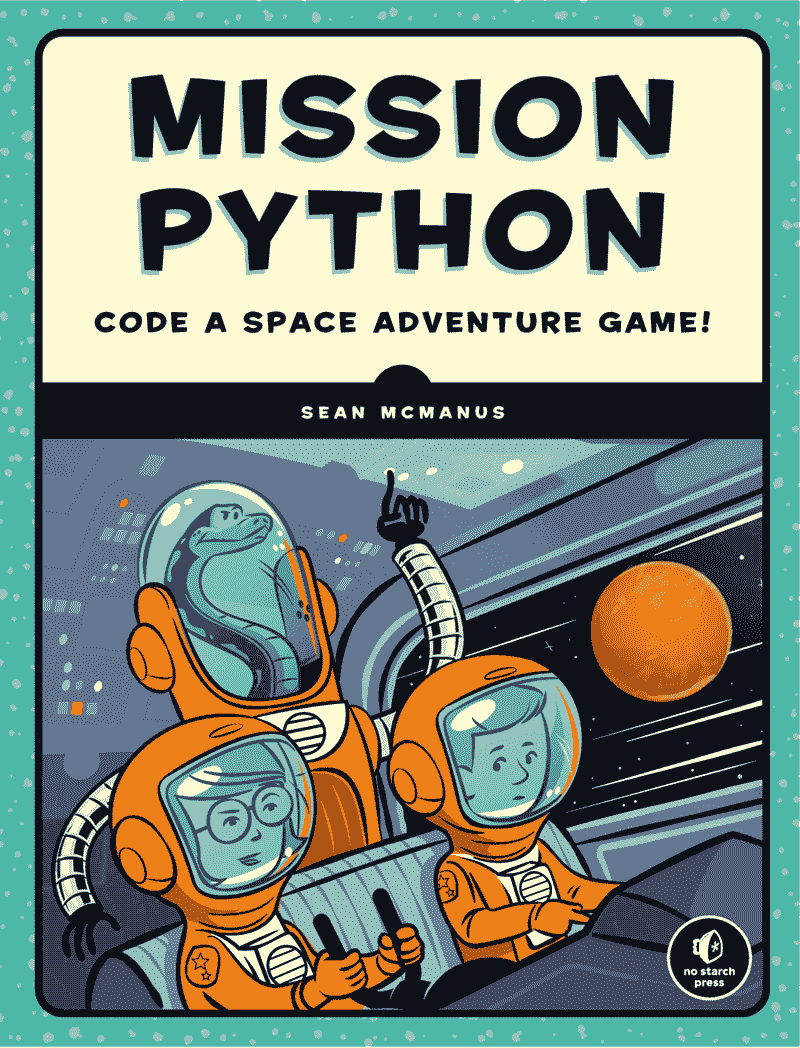 MISSION
PYTHON
CODE A SPACE ADVENTURE GAME!
SEAN MCMANUS
no starch
press